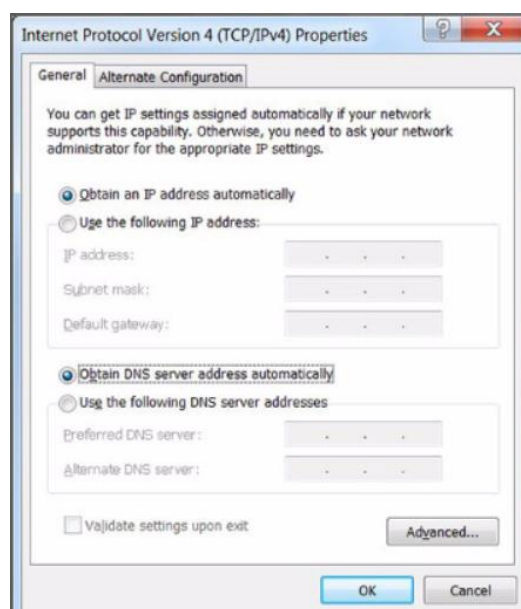 Internet Protocol Version 4 (TCP/IPv4) Properties
General
Alternate Configuration
You can get IP settings assigned automatically if your network
supports this capability. Otherwise, you need to ask your network
administrator for the appropriate IP settings.
Obtain an IP address automatically
Use the following IP address:
IP address:
Subnet mask:
Default gateway:
Obtain DNS server address automatically
Use the following DNS server addresses
Preferred DNS server:
Alternate DNS server:
Validate settings upon exit
Advanced...
OK
Cancel